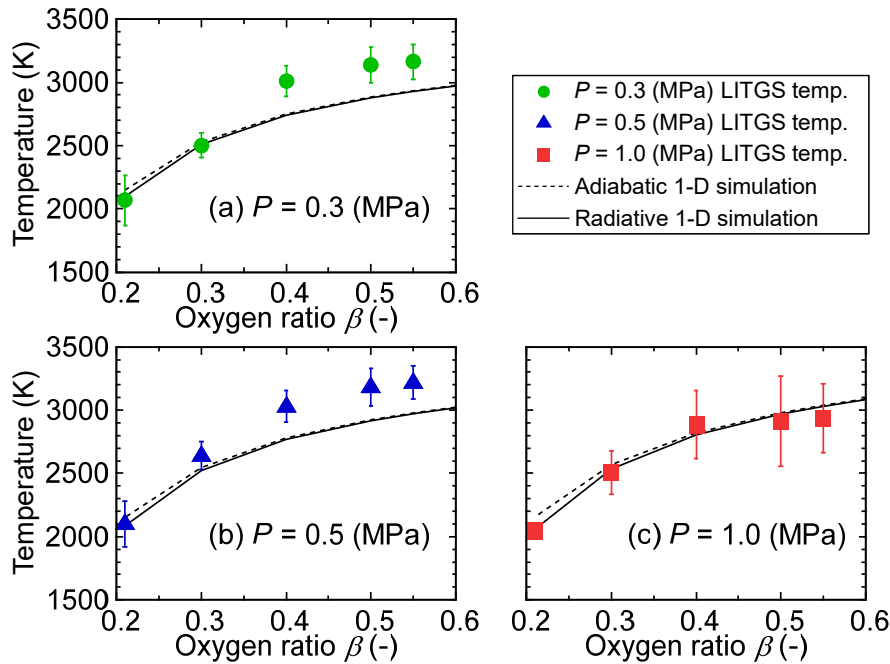 3500
3000
2500
2000
1500
Temperature (K)
(a) P = 0.3 (MPa)
0.2 0.3 0.4 0.5 0.6
Oxygen ratio β (-)
P = 0.3 (MPa) LITGS temp.
P = 0.5 (MPa) LITGS temp.
P = 1.0 (MPa) LITGS temp.
Adiabatic 1-D simulation
Radiative 1-D simulation
3500
3000
2500
2000
1500
Temperature (K)
(b) P = 0.5 (MPa)
0.2 0.3 0.4 0.5 0.6
Oxygen ratio β (-)
(c) P = 1.0 (MPa)
0.2 0.3 0.4 0.5 0.6
Oxygen ratio β (-)